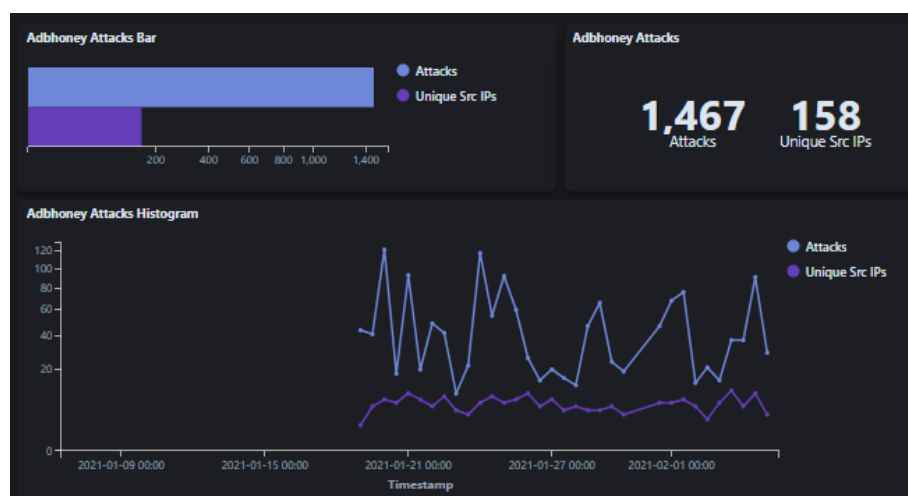 Adbhoney Attacks Bar
Attacks
Unique Src IPs
200 400 600 800 1,000 1,400
Adbhoney Attacks
1,467 158
Attacks Unique Src IPs
Adbhoney Attacks Histogram
120
100
80
60
40
20
0
2021-01-09 00:00 2021-01-15 00:00 2021-01-21 00:00 2021-01-27 00:00 2021-02-01 00:00
Timestamp
Attacks
Unique Src IPs